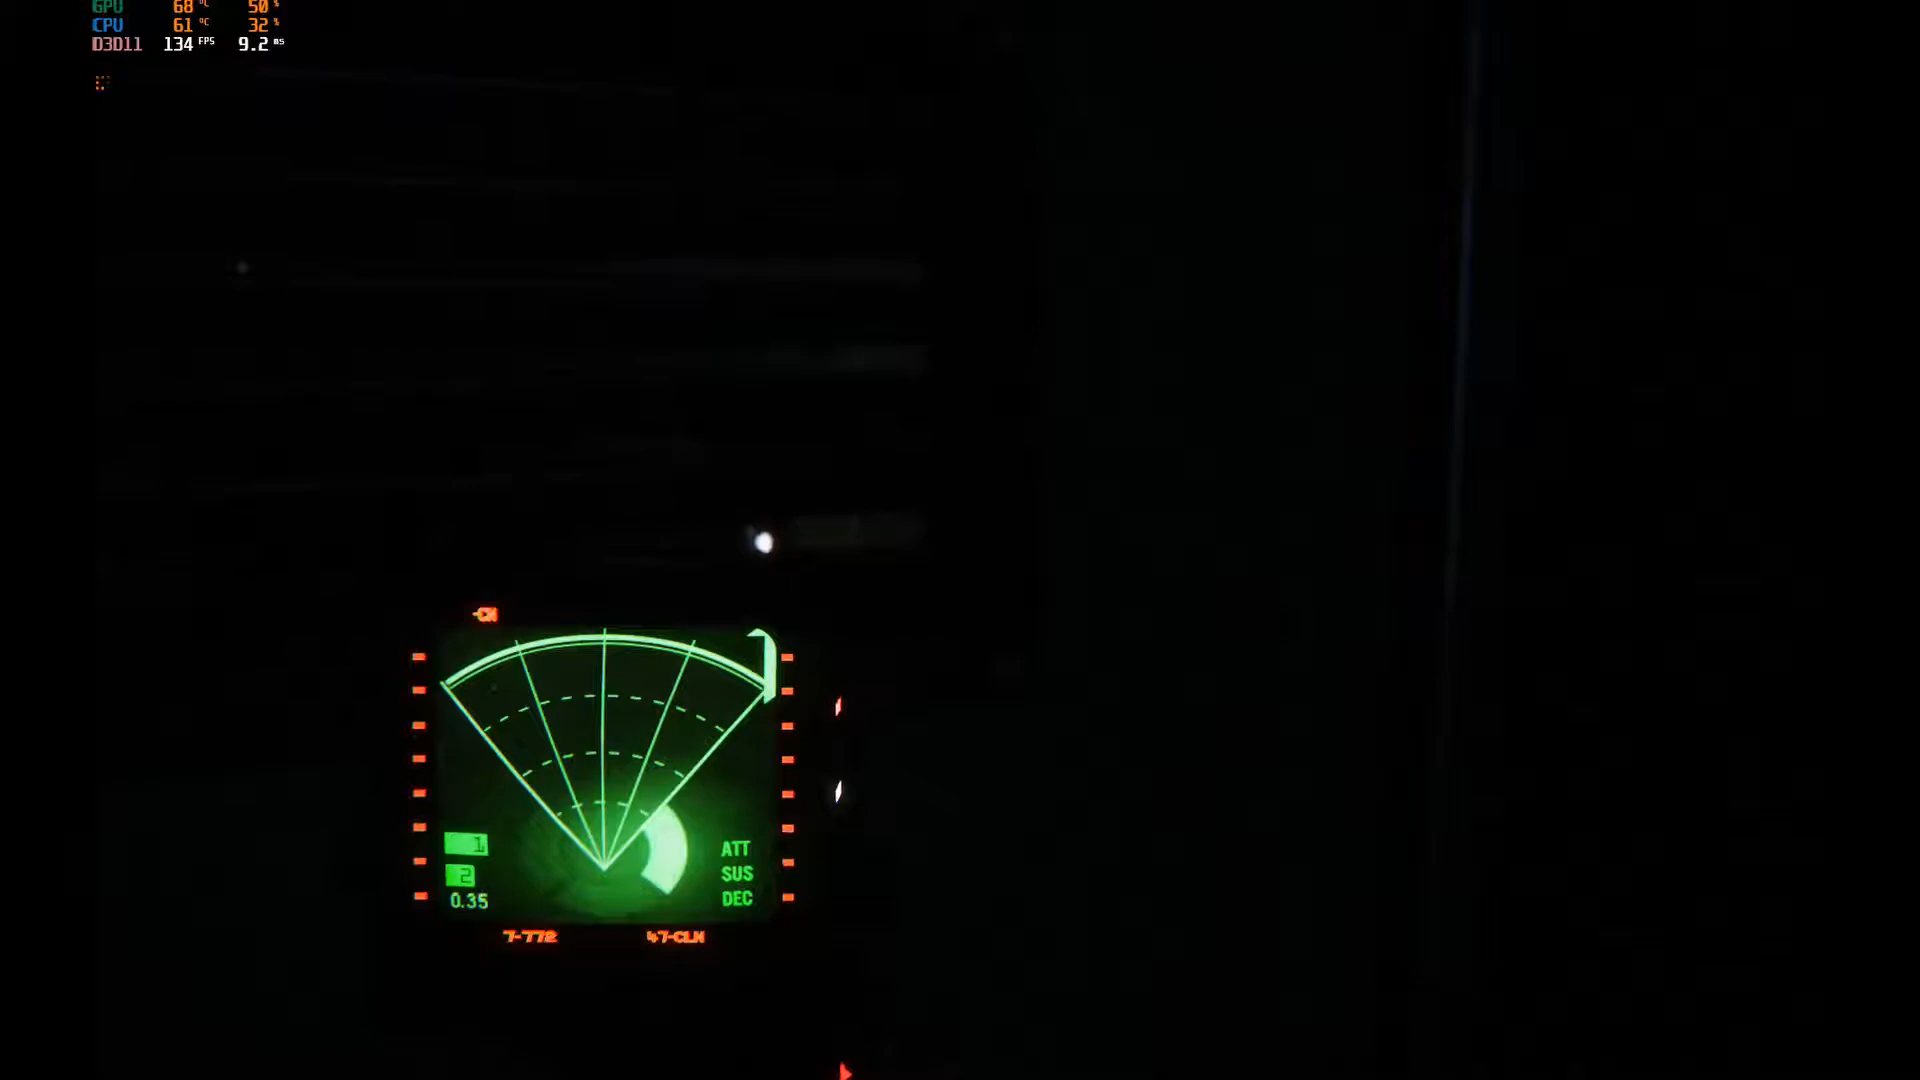 GPU 68 °C 50 %
CPU 61 °C 32 %
D3D11 134 FPS 9.2 ms
1
2
0.35
ATT
SUS
DEC
7-772 47-CLN